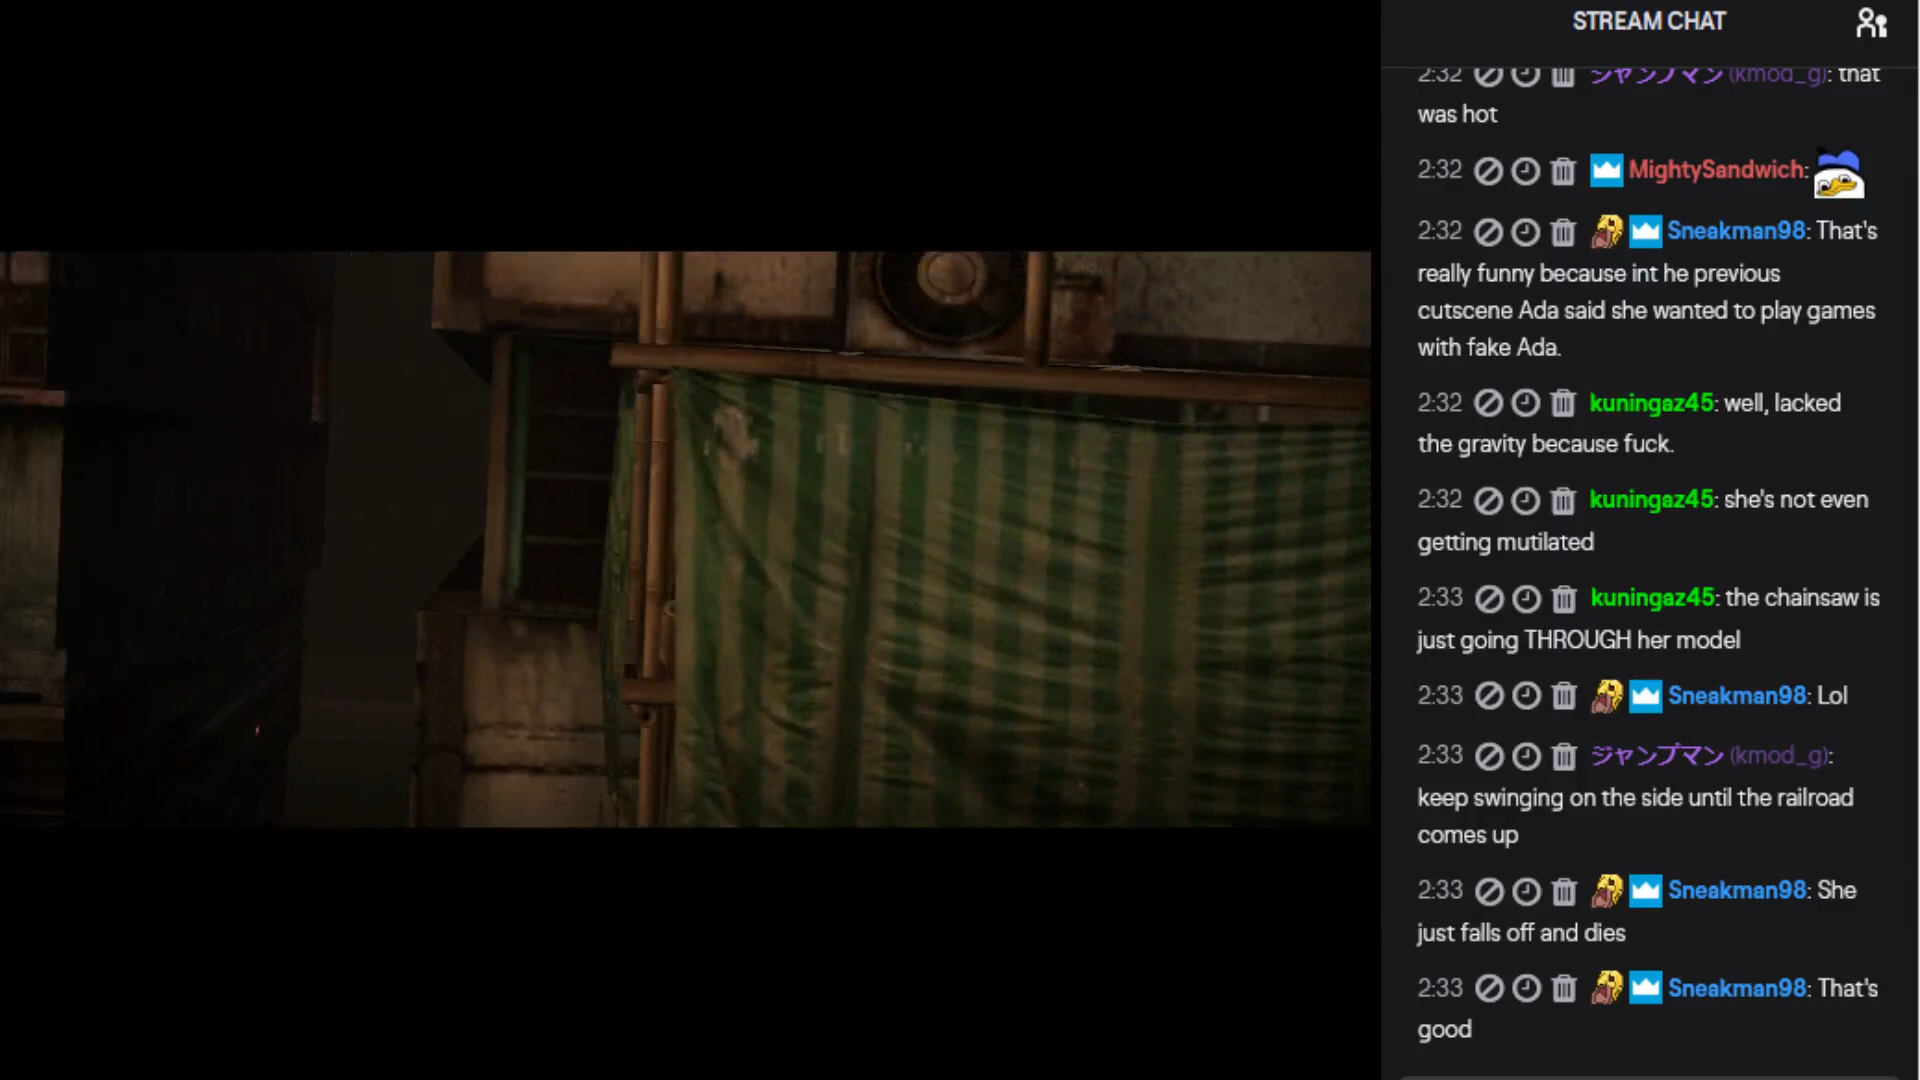 STREAM CHAT
2:32 ジャンプマン (kmod_g): that
was hot
2:32 MightySandwich:
2:32 Sneakman98: That's
really funny because int he previous
cutscene Ada said she wanted to play games
with fake Ada.
2:32 kuningaz45: well, lacked
the gravity because fuck.
2:32 kuningaz45: she's not even
getting mutilated
2:33 kuningaz45: the chainsaw is
just going THROUGH her model
2:33 Sneakman98: Lol
2:33 ジャンプマン (kmod_g):
keep swinging on the side until the railroad
comes up
2:33 Sneakman98: She
just falls off and dies
2:33 Sneakman98: That's
good